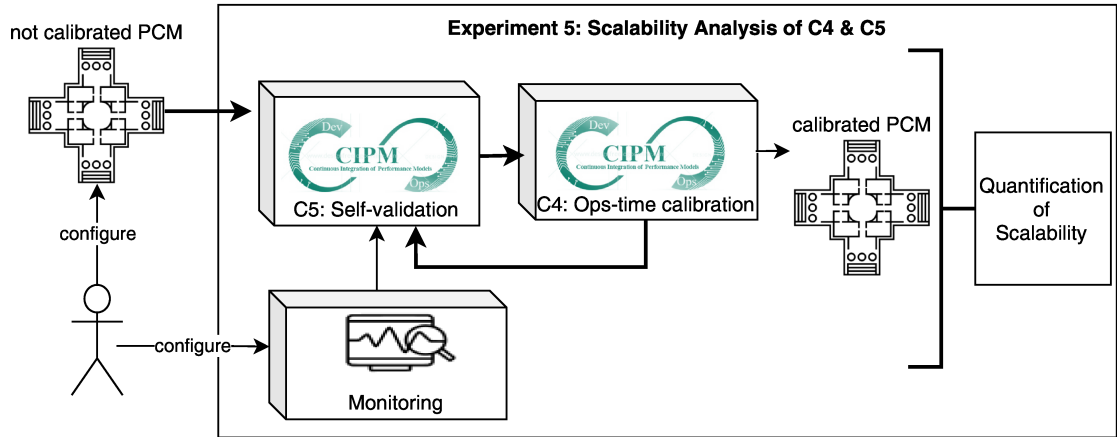 Experiment 5: Scalability Analysis of C4 & C5
not calibrated PCM
Dev
CIPM
Continuous Integration of Performance Models
Ops
C5: Self-validation
Dev
CIPM
Continuous Integration of Performance Models
Ops
C4: Ops-time calibration
calibrated PCM
Quantification
of
Scalability
configure
configure
Monitoring